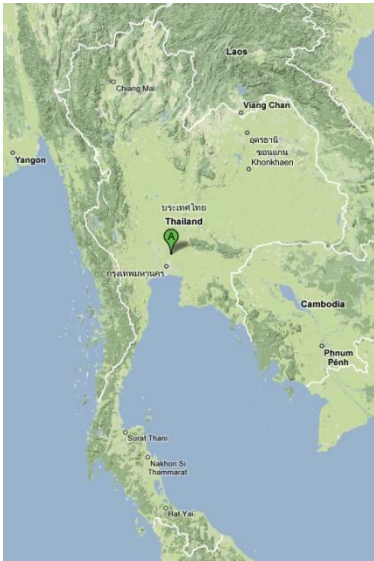 Laos
Chiang Mai
Viang Chan
อุดรธานี
Yangon
ขอนแก่น
Khonkhaen
ประเทศไทย
Thailand
A
กรุงเทพมหานคร
Cambodia
Phnum
Pénh
Surat Thani
Nakhon Si
Thammarat
Hat Yai